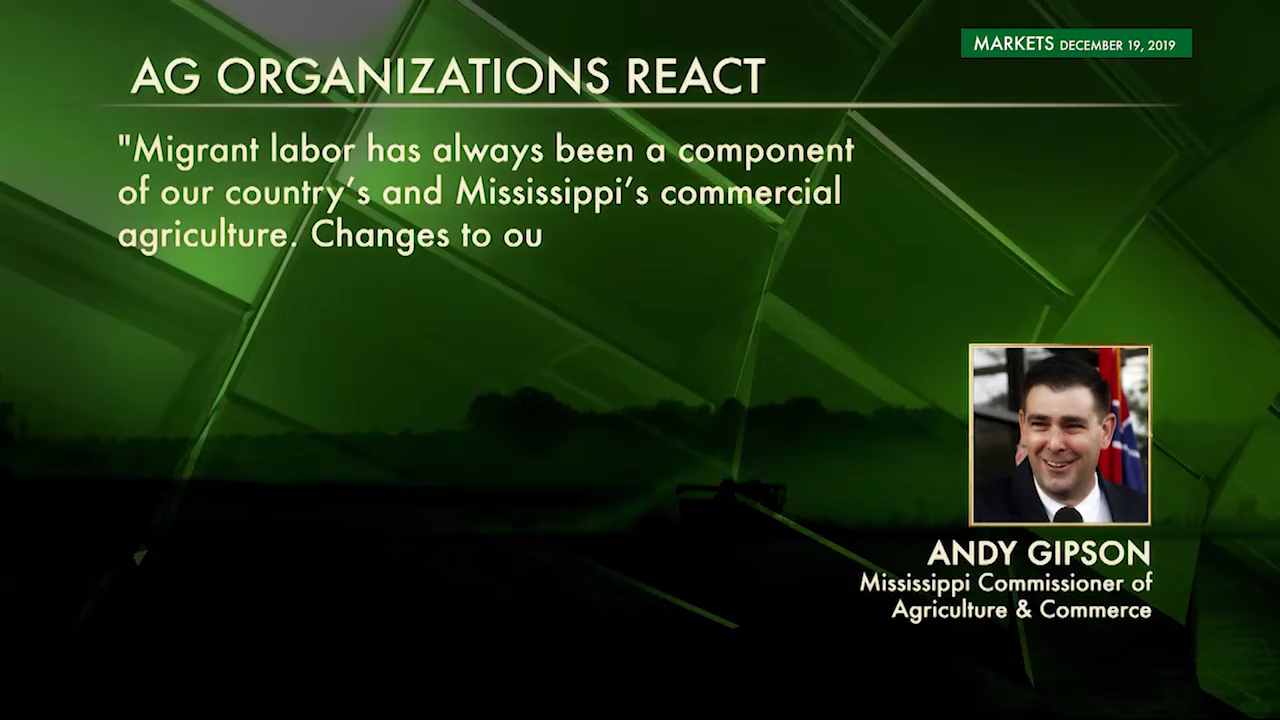 MARKETS DECEMBER 19, 2019
AG ORGANIZATIONS REACT
"Migrant labor has always been a component
of our country’s and Mississippi’s commercial
agriculture. Changes to ou
ANDY GIPSON
Mississippi Commissioner of
Agriculture & Commerce